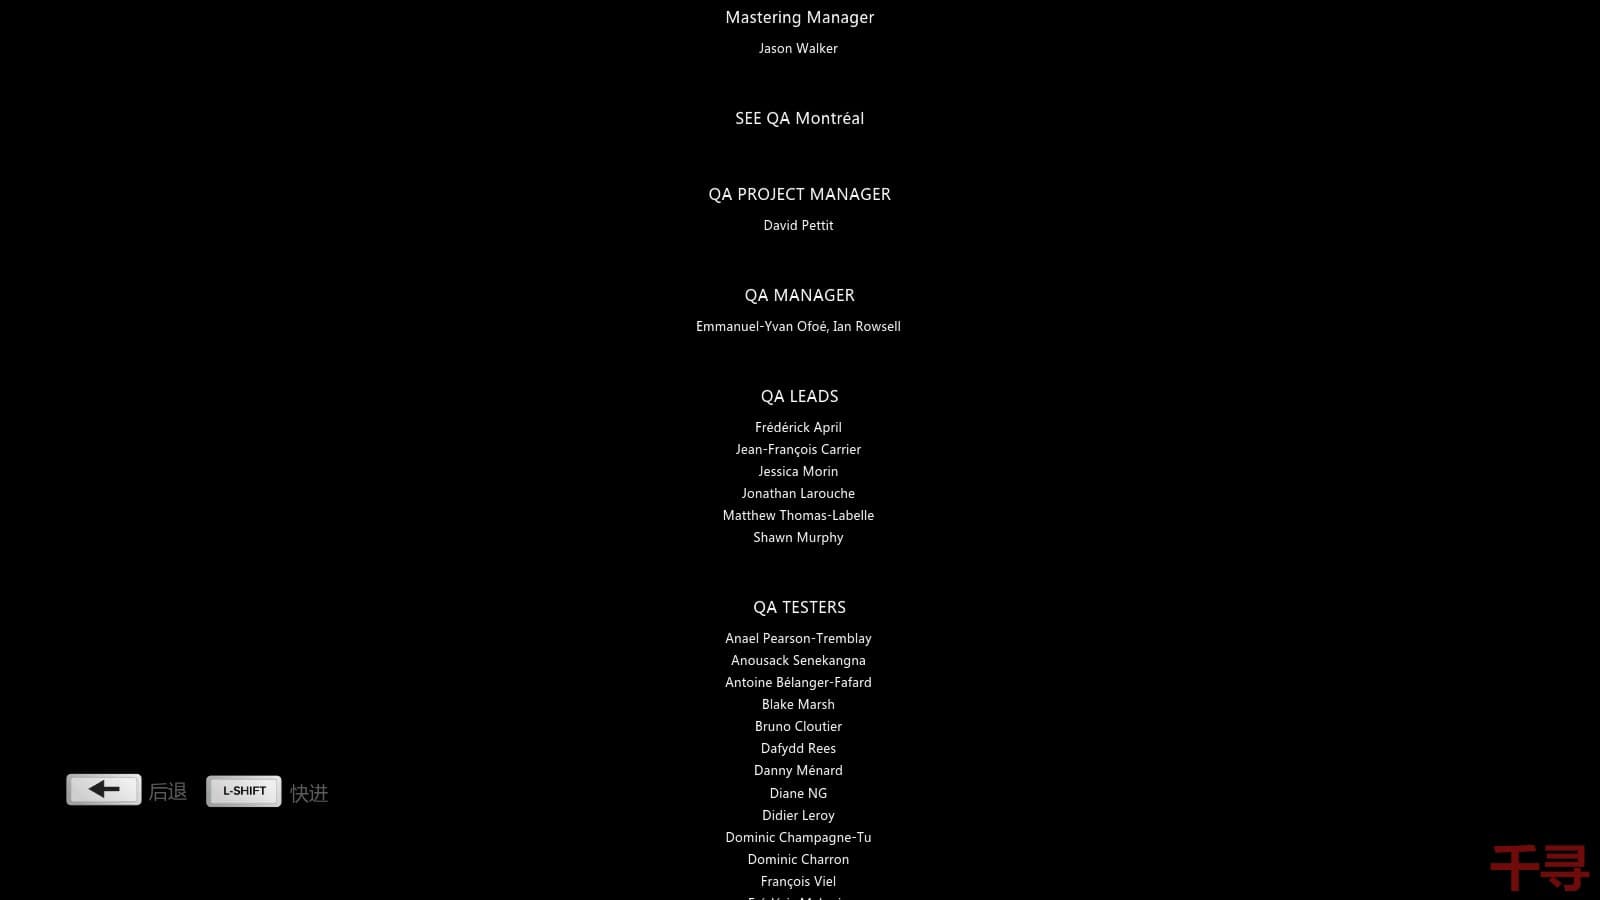 Mastering Manager
Jason Walker
SEE QA Montréal
QA PROJECT MANAGER
David Pettit
QA MANAGER
Emmanuel-Yvan Ofoé, Ian Rowsell
QA LEADS
Frédérick April
Jean-François Carrier
Jessica Morin
Jonathan Larouche
Matthew Thomas-Labelle
Shawn Murphy
QA TESTERS
Anael Pearson-Tremblay
Anousack Senekangna
Antoine Bélanger-Fafard
Blake Marsh
Bruno Cloutier
Dafydd Rees
Danny Ménard
Diane NG
Didier Leroy
Dominic Champagne-Tu
Dominic Charron
François Viel
后退 L-SHIFT 快进
千寻